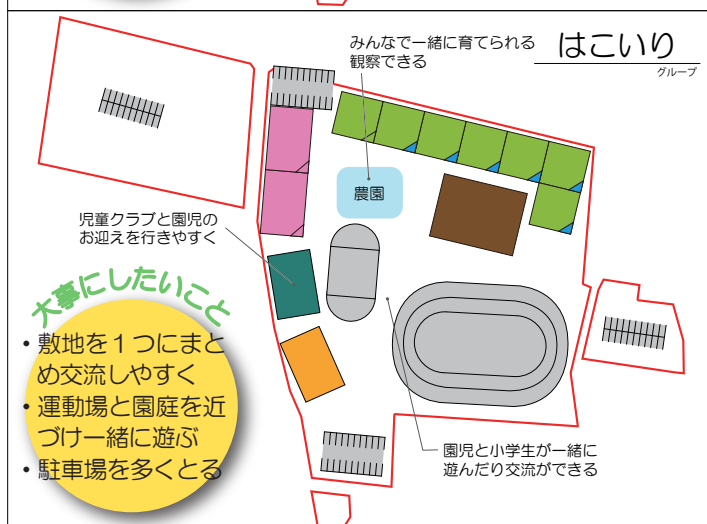 はこいり
グループ
みんなで一緒に育てられる
観察できる
農園
児童クラブと園児の
お迎えを行きやすく
大事にしたいこと
・敷地を１つにまと
め交流しやすく
・運動場と園庭を近
づけ一緒に遊ぶ
・駐車場を多くとる
園児と小学生が一緒に
遊んだり交流ができる